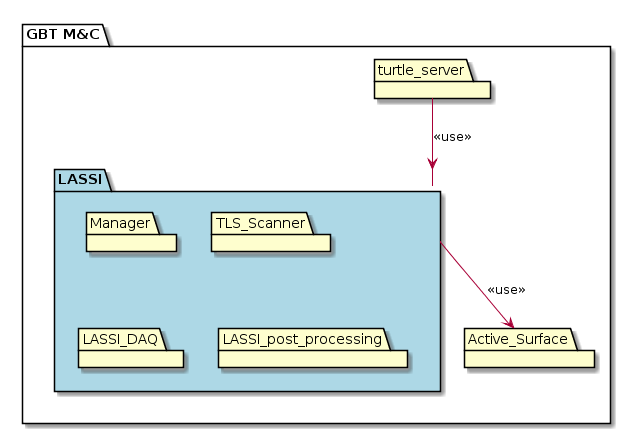 GBT M&C
turtle_server
«use»
LASSI
Manager
TLS_Scanner
«use»
LASSI_DAQ
LASSI_post_processing
Active_Surface